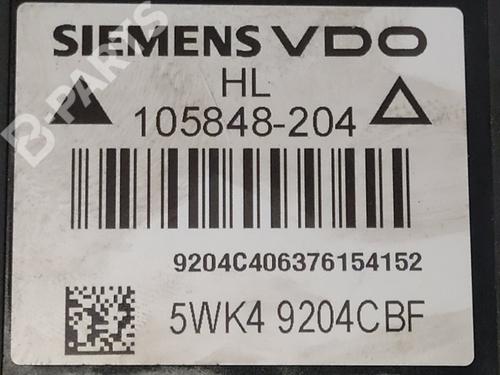 SIEMENS VDO
HL
105848-204
9204C406376154152
5WK4 9204CBF
B-PARTS